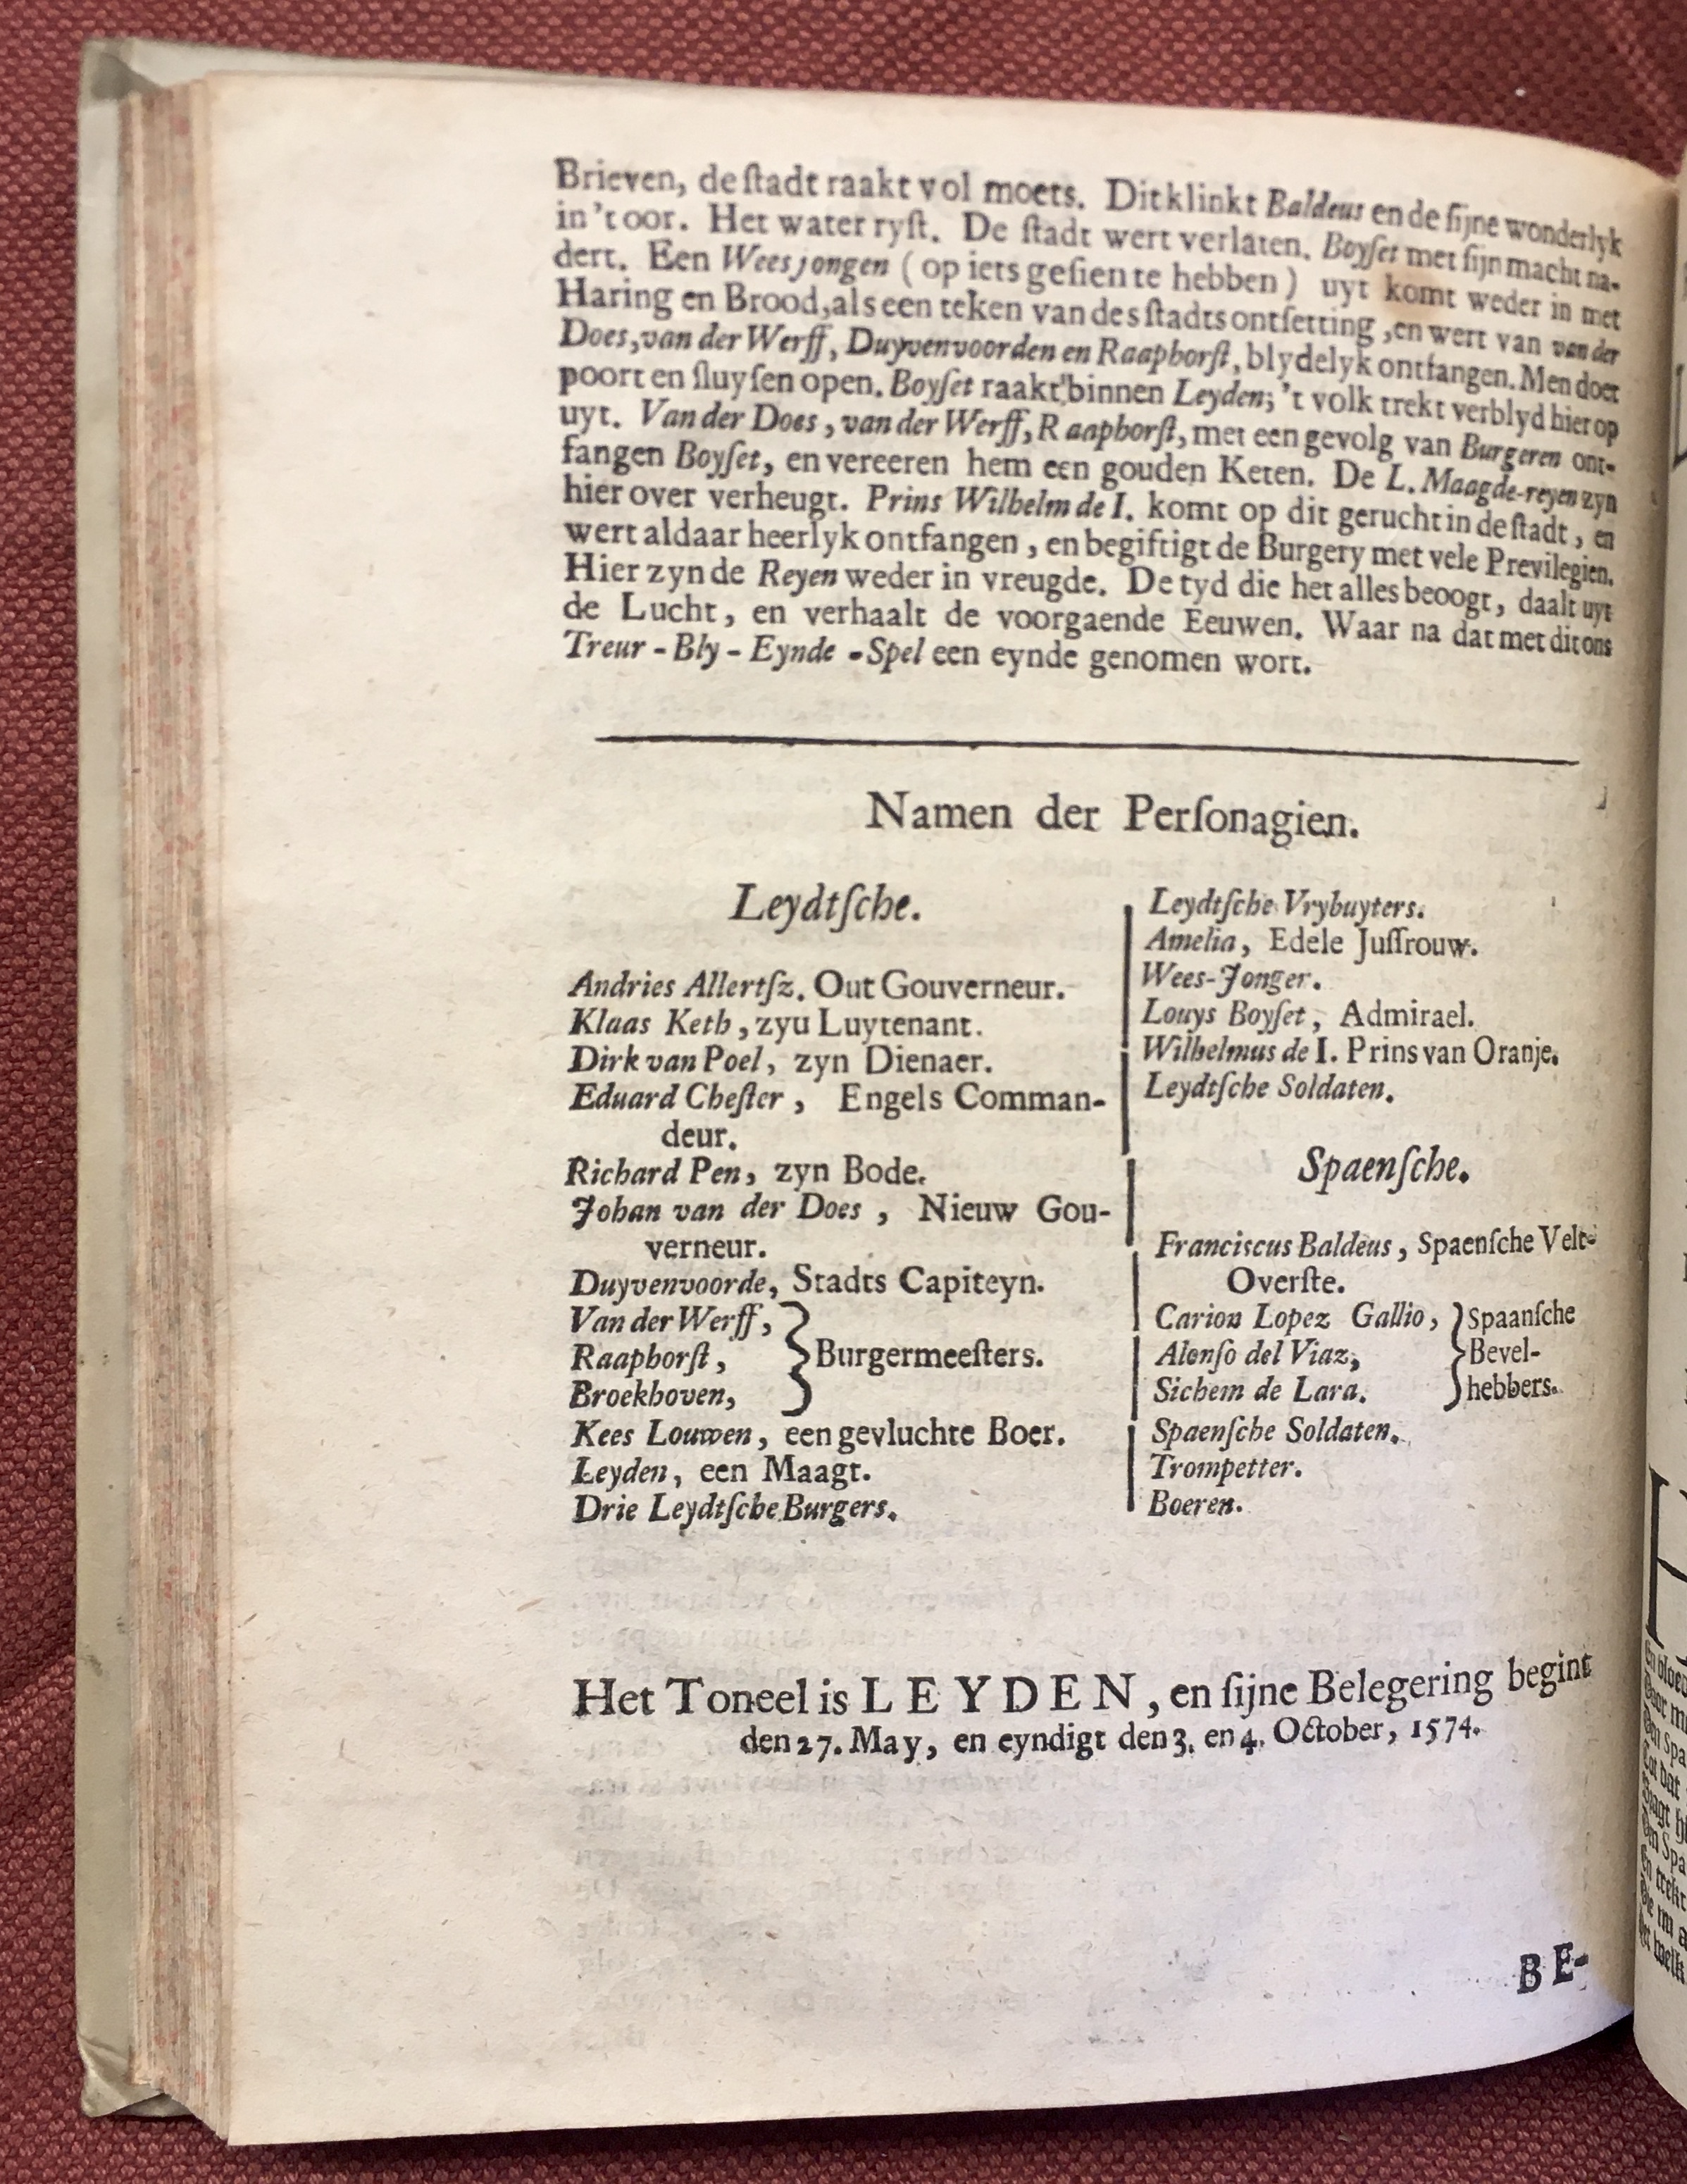 Brieven, de ſtadt raakt vol moets. Dit klinkt Baldeus en de ſijne wonderlyk
in 't oor. Het water ryſt. De ſtadt wert verlaten. Boyſet met ſijn macht na-
dert. Een Weesjongen (op iets geſien te hebben) uyt komt weder in met
Haring en Brood, als een teken van des ſtadts ontſetting, en wert van van der
Does, van der Werff, Duyvenvoorden en Raaphorſt, blydelyk ontfangen. Men doet
poort en ſluyſen open. Boyſet raakt binnen Leyden; 't volk trekt verblyd hier op
uyt. Van der Does, van der Werff, Raaphorſt, met een gevolg van Burgeren ont-
fangen Boyſet, en vereeren hem een gouden Keten. De L. Maagde-reyen zyn
hier over verheugt. Prins Wilhelm de I. komt op dit gerucht in de ſtadt, en
wert aldaar heerlyk ontfangen, en begiftigt de Burgery met vele Previlegien.
Hier zyn de Reyen weder in vreugde. De tyd die het alles beoogt, daalt uyt
de Lucht, en verhaalt de voorgaende Eeuwen. Waar na dat met dit ons
Treur-Bly-Eynde-Spel een eynde genomen wort.
Namen der Perſonagien.
Leydtſche.
Andries Allertſz. Out Gouverneur.
Klaas Keth, zyu Luytenant.
Dirk van Poel, zyn Dienaer.
Eduard Cheſter, Engels Comman-
deur.
Richard Pen, zyn Bode.
Johan van der Does, Nieuw Gou-
verneur.
Duyvenvoorde, Stadts Capiteyn.
Van der Werff,
Raaphorſt, } Burgermeeſters.
Broekhoven,
Kees Louwen, een gevluchte Boer.
Leyden, een Maagt.
Drie Leydtſche Burgers.
Leydtſche Vrybuyters.
Amelia, Edele Juffrouw.
Wees-Jonger.
Louys Boyſet, Admirael.
Wilhelmus de I. Prins van Oranje.
Leydtſche Soldaten.
Spaenſche.
Franciscus Baldeus, Spaenſche Velt-
Overſte.
Carion Lopez Gallio, } Spaanſche
Alonſo del Viaz, Bevel-
Sichem de Lara. hebbers.
Spaenſche Soldaten.
Trompetter.
Boeren.
Het Toneel is LEYDEN, en ſijne Belegering begint
den 27. May, en eyndigt den 3. en 4. October, 1574.
BE-